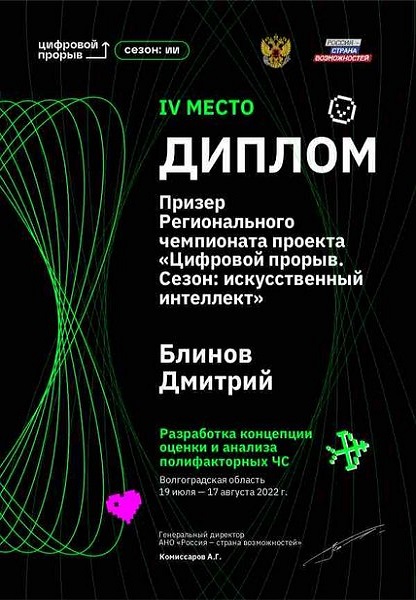 цифровой
прорыв
сезон: ии
РОССИЯ –
СТРАНА
ВОЗМОЖНОСТЕЙ
IV МЕСТО
ДИПЛОМ
Призер
Регионального
чемпионата проекта
«Цифровой прорыв.
Сезон: искусственный
интеллект»
Блинов
Дмитрий
Разработка концепции
оценки и анализа
полифакторных ЧС
Волгоградская область
19 июля — 17 августа 2022 г.
Генеральный директор
АНО «Россия – страна возможностей»
Комиссаров А.Г.